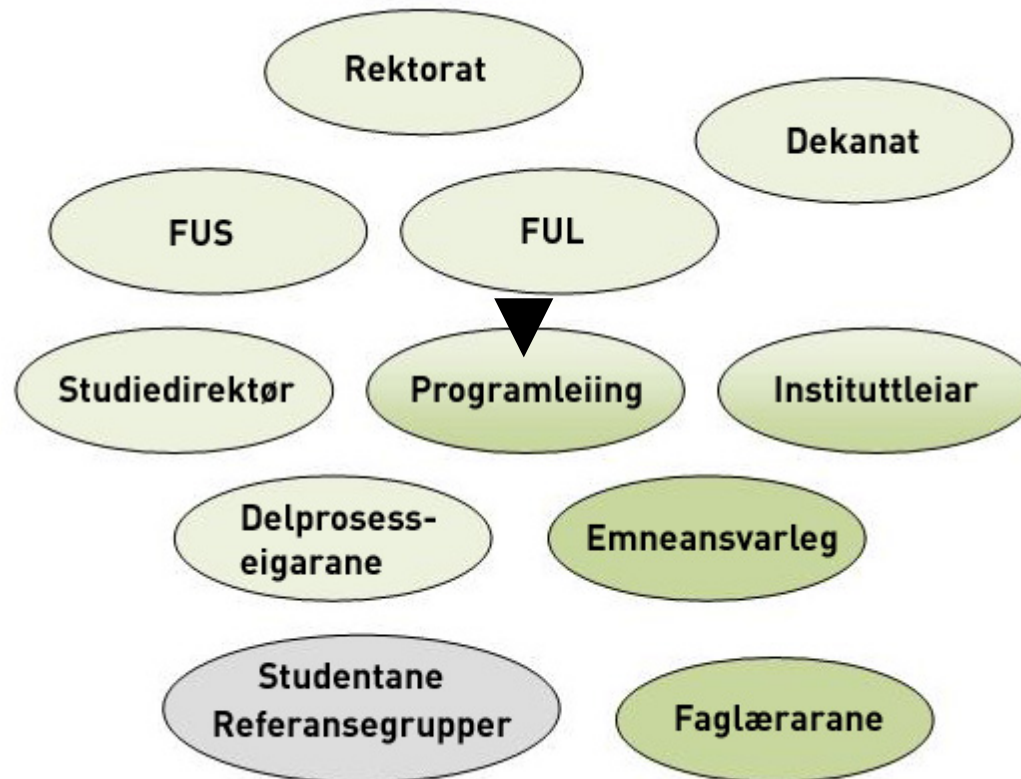 Rektorat
Dekanat
FUS
FUL
Studiedirektør
Programleiing
Instituttleiar
Delprosess-
eigarane
Emneansvarleg
Studentane
Referansegrupper
Faglærarane